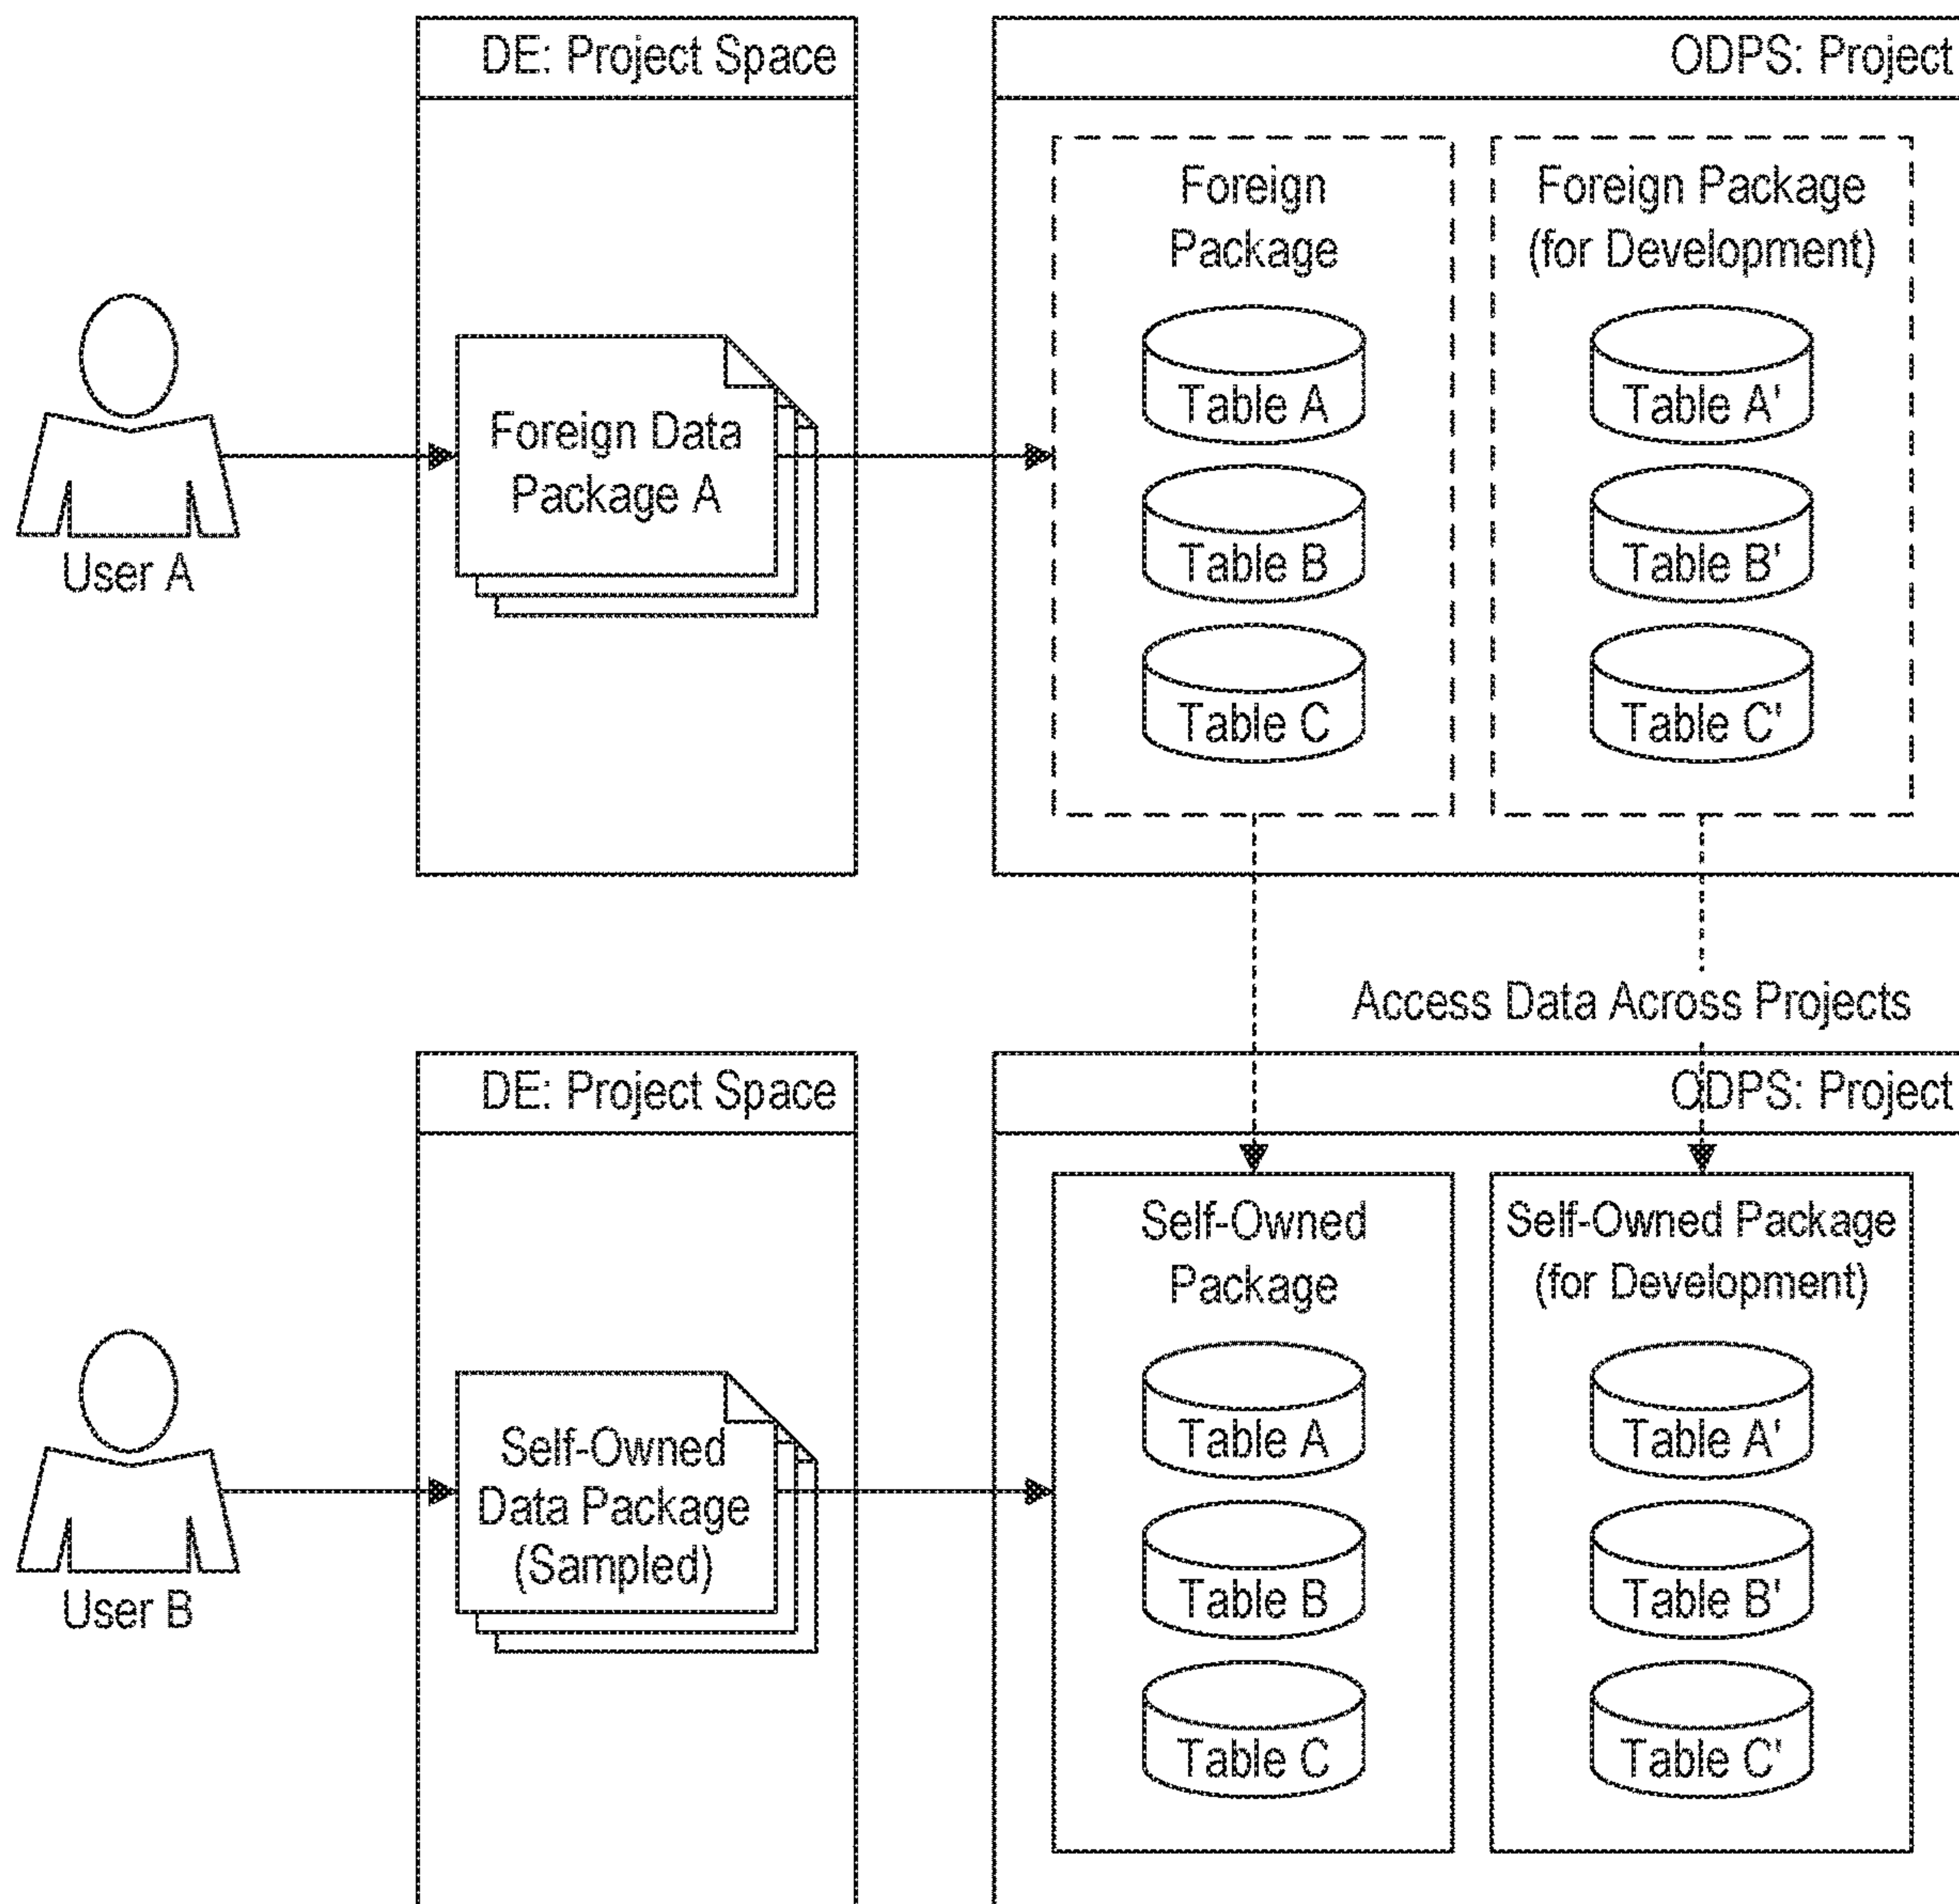 DE: Project Space
ODPS: Project
Foreign
Package
Foreign Package
(for Development)
Foreign Data
Package A
User A
Table A
Table B
Table C
Table A'
Table B'
Table C'
Access Data Across Projects
DE: Project Space
ODPS: Project
Self-Owned
Package
Self-Owned Package
(for Development)
Self-Owned
Data Package
(Sampled)
User B
Table A
Table B
Table C
Table A'
Table B'
Table C'